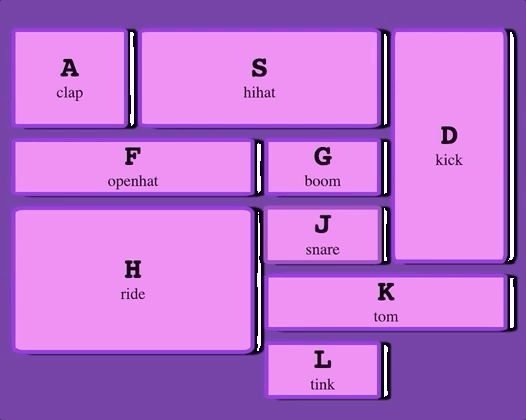 A
clap
S
hihat
D
kick
F
openhat
G
boom
H
ride
J
snare
K
tom
L
tink